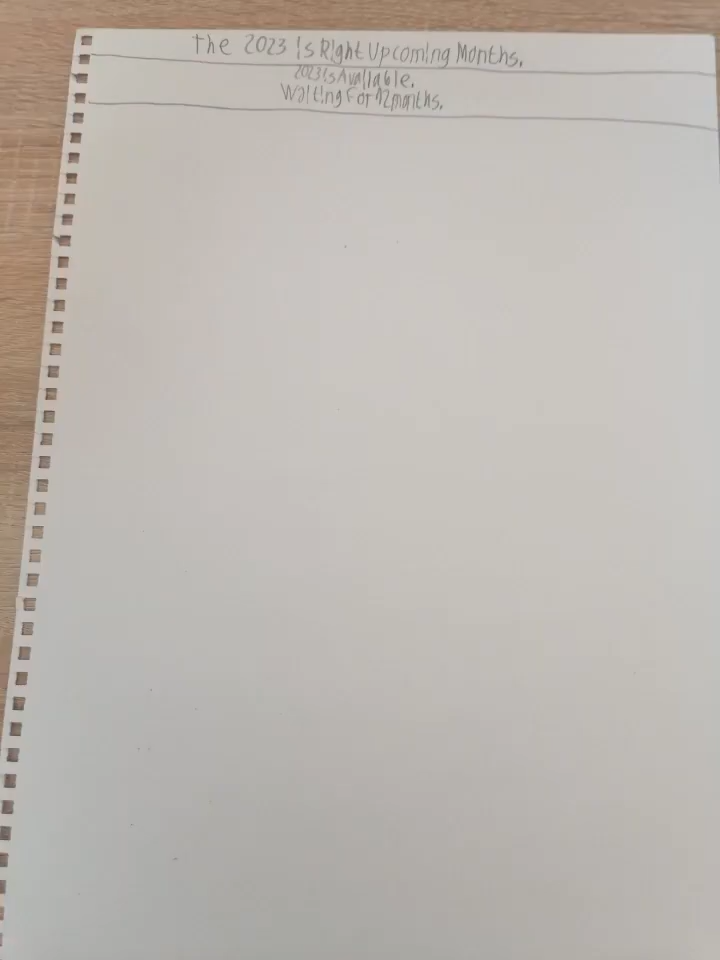 The 2023 is Right Upcoming Months.
2023 is Available.
Waiting For 12 months.